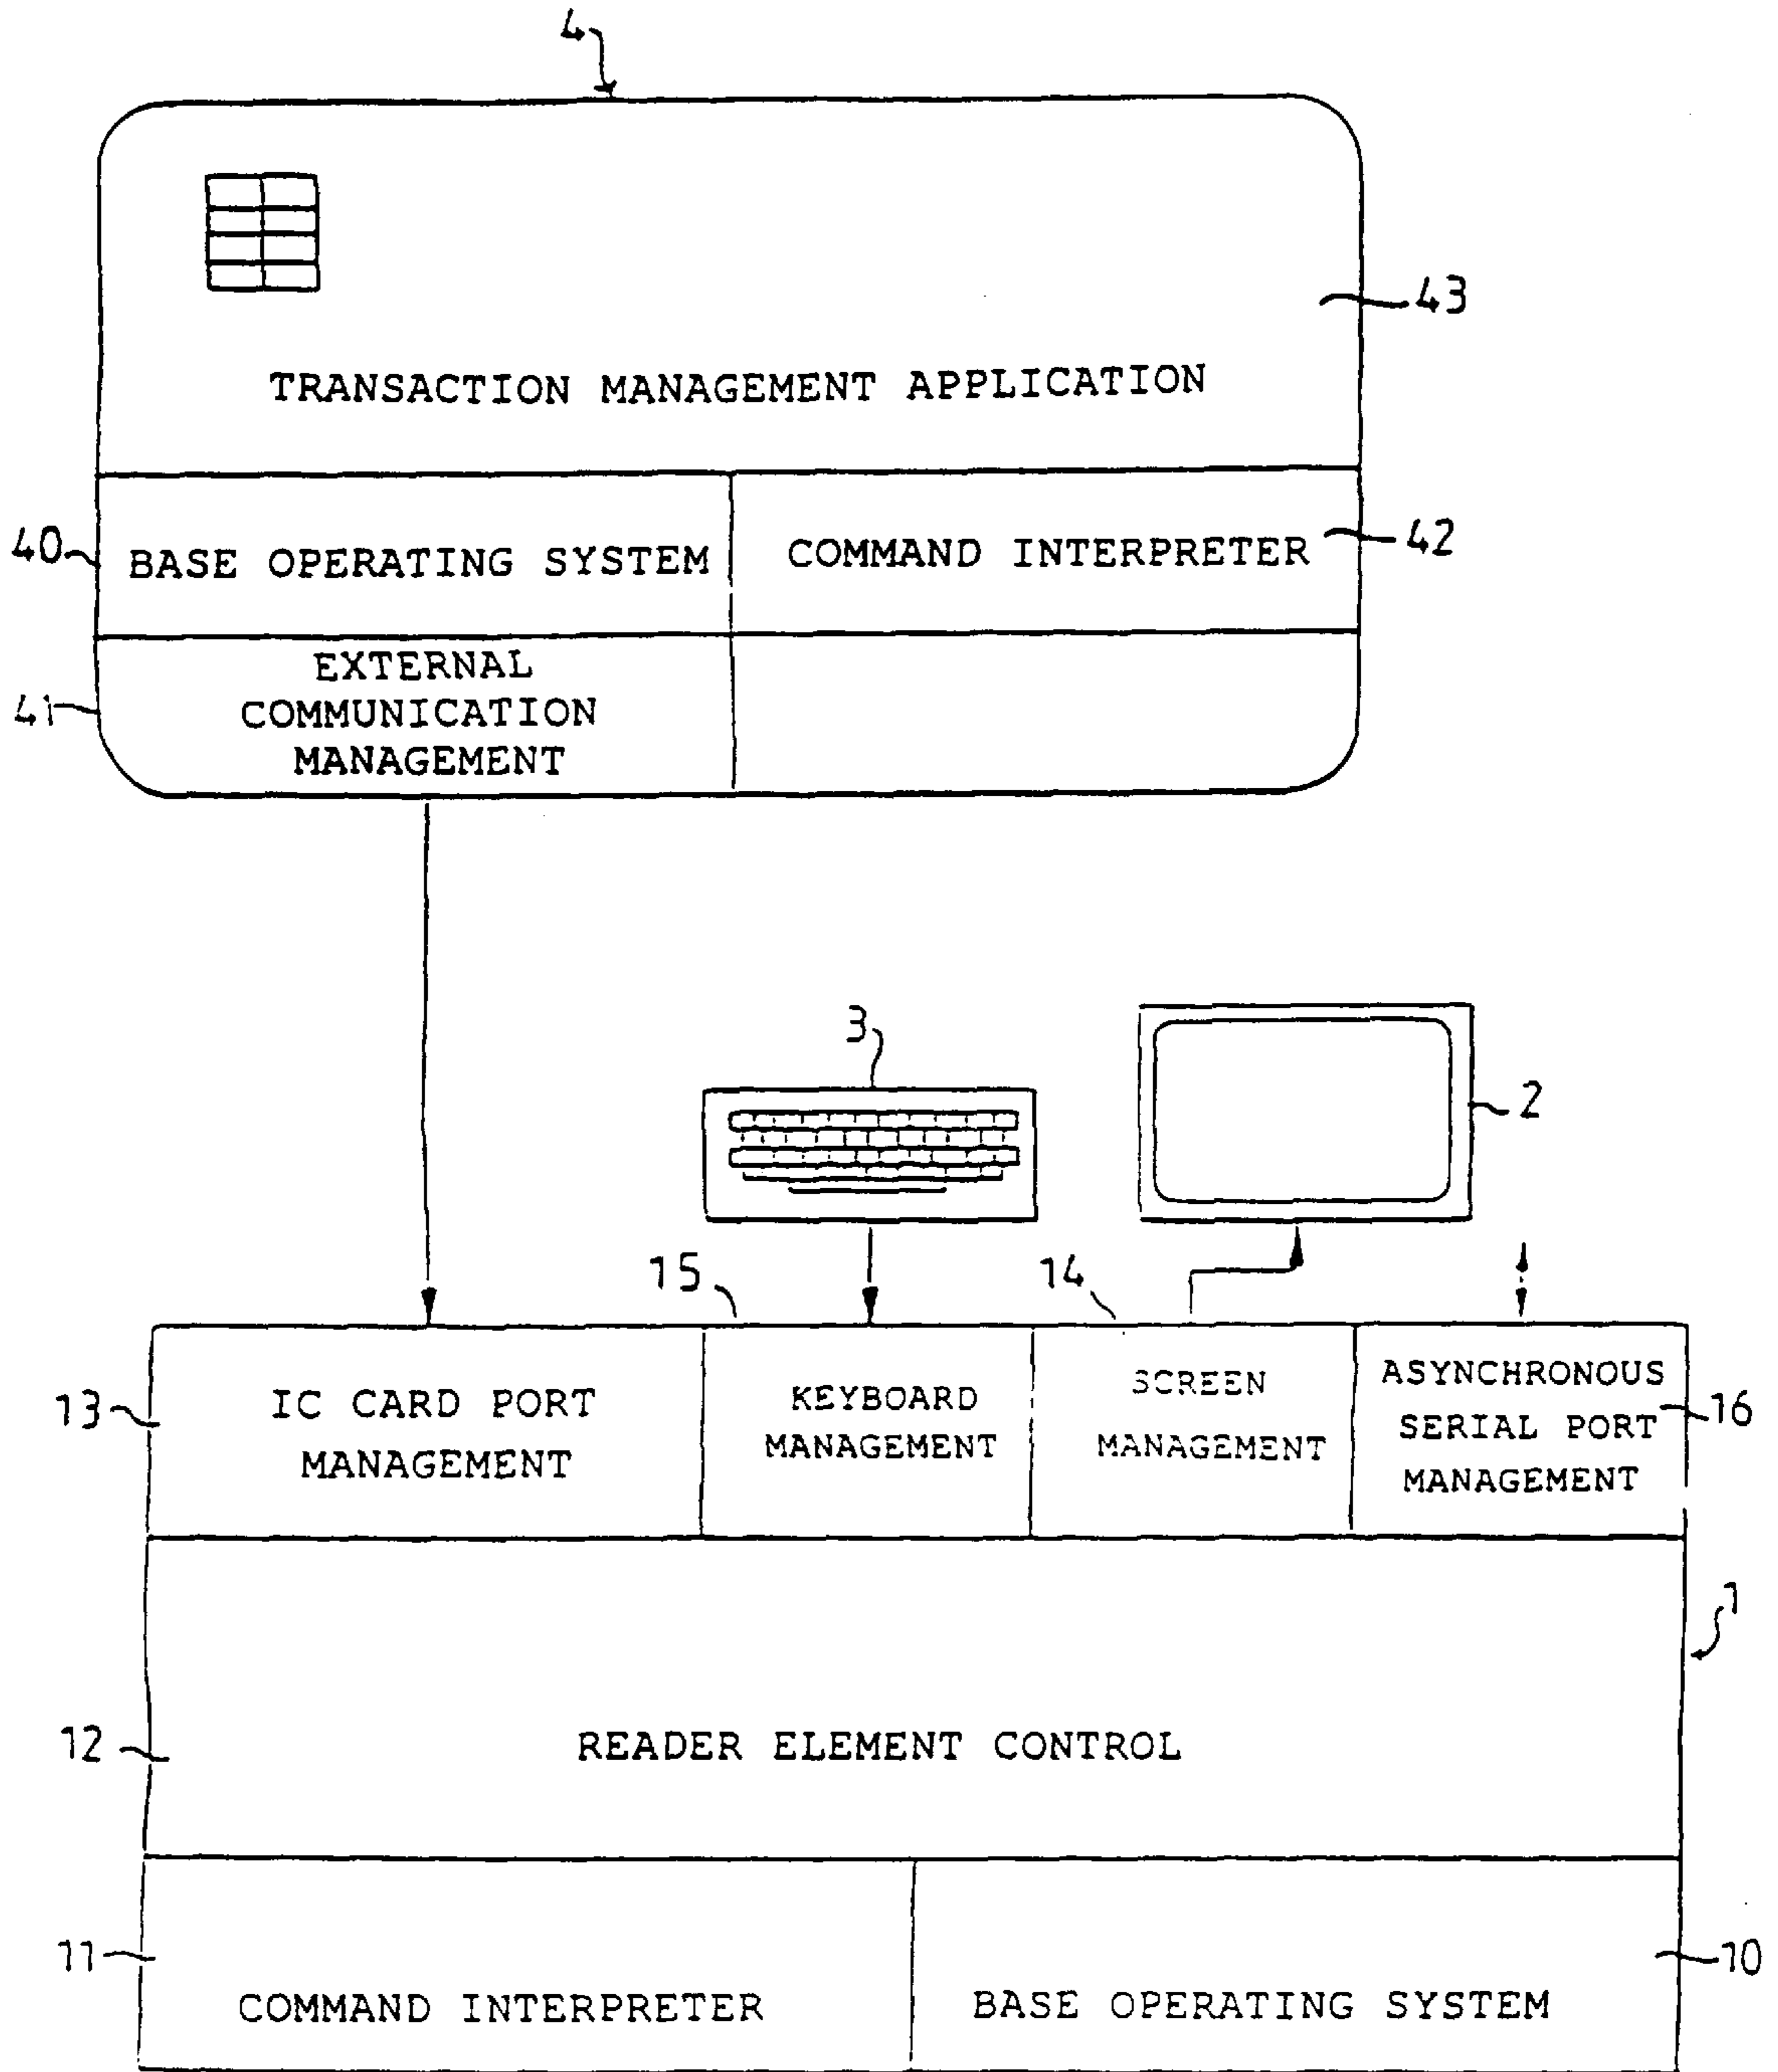 4
43
TRANSACTION MANAGEMENT APPLICATION
40
BASE OPERATING SYSTEM
COMMAND INTERPRETER
42
41
EXTERNAL
COMMUNICATION
MANAGEMENT
3
2
15
14
13
IC CARD PORT
MANAGEMENT
KEYBOARD
MANAGEMENT
SCREEN
MANAGEMENT
ASYNCHRONOUS
SERIAL PORT
MANAGEMENT
16
1
12
READER ELEMENT CONTROL
11
COMMAND INTERPRETER
BASE OPERATING SYSTEM
10